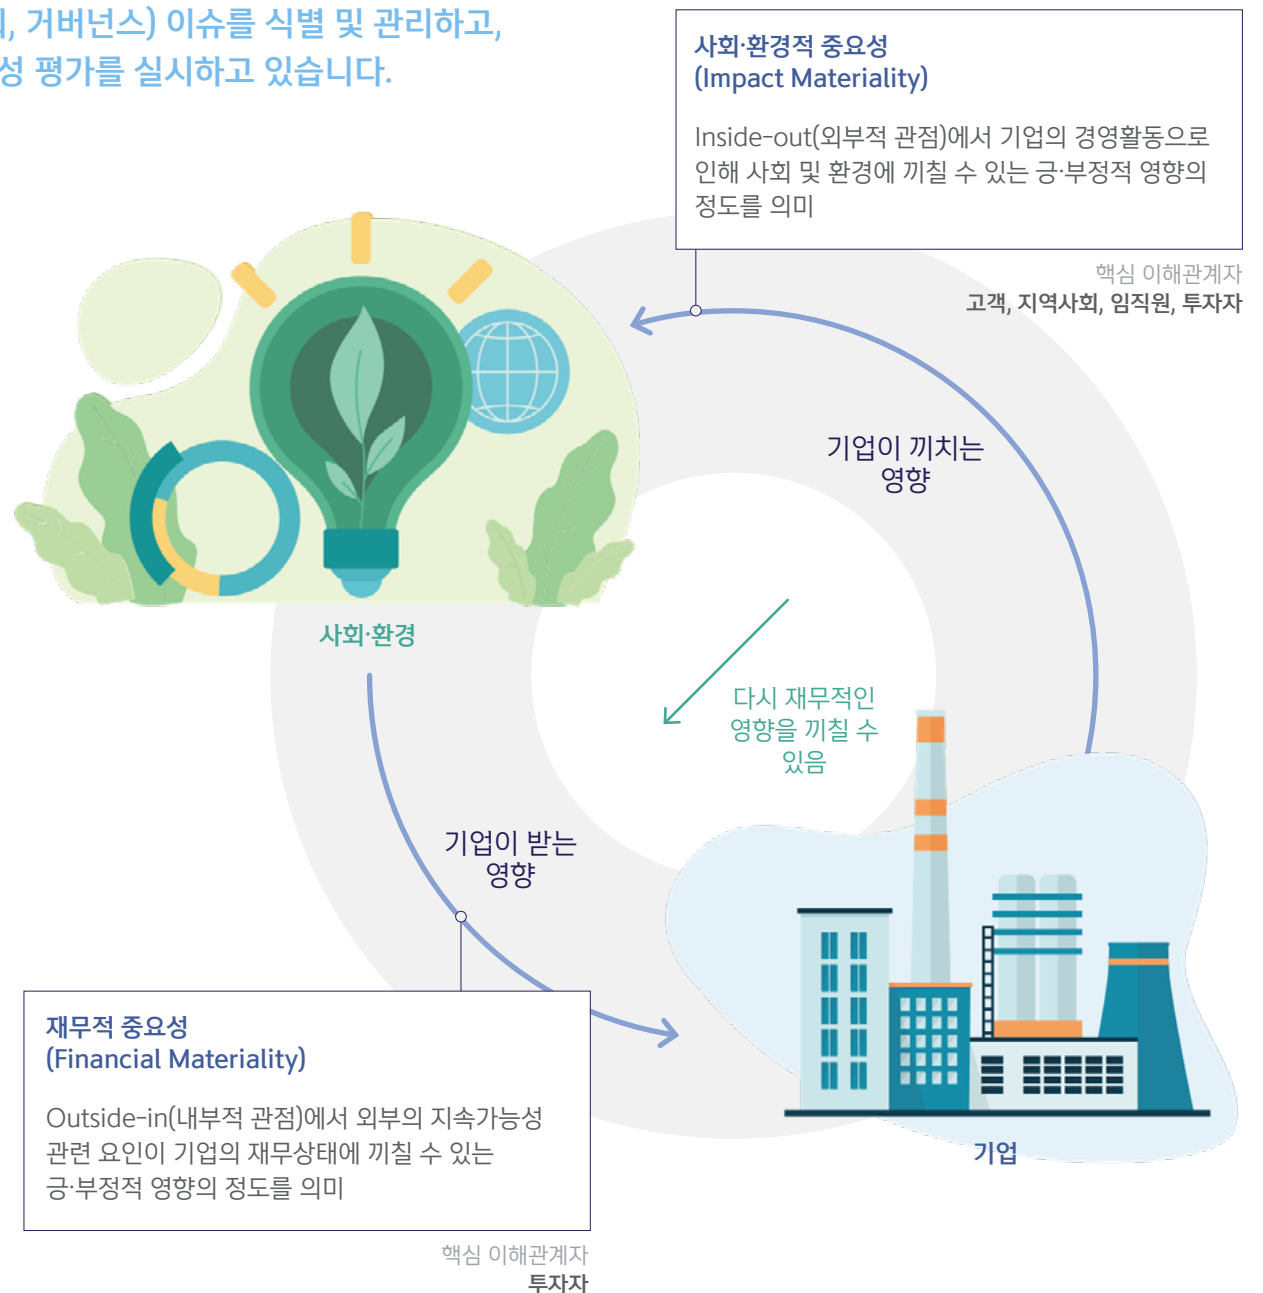 , 거버넌스) 이슈를 식별 및 관리하고,
성 평가를 실시하고 있습니다.
사회·환경적 중요성
(Impact Materiality)
Inside-out(외부적 관점)에서 기업의 경영활동으로
인해 사회 및 환경에 끼칠 수 있는 긍·부정적 영향의
정도를 의미
핵심 이해관계자
고객, 지역사회, 임직원, 투자자
기업이 끼치는
영향
사회·환경
다시 재무적인
영향을 끼칠 수
있음
기업이 받는
영향
재무적 중요성
(Financial Materiality)
Outside-in(내부적 관점)에서 외부의 지속가능성
관련 요인이 기업의 재무상태에 끼칠 수 있는
긍·부정적 영향의 정도를 의미
핵심 이해관계자
투자자
기업